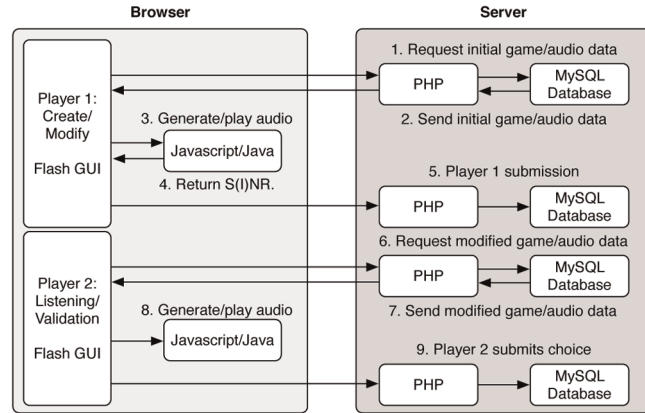 Browser
Server
Player 1:
Create/
Modify
Flash GUI
3. Generate/play audio
Javascript/Java
4. Return S(I)NR.
1. Request initial game/audio data
PHP
MySQL
Database
2. Send initial game/audio data
5. Player 1 submission
PHP
MySQL
Database
Player 2:
Listening/
Validation
Flash GUI
8. Generate/play audio
Javascript/Java
6. Request modified game/audio data
PHP
MySQL
Database
7. Send modified game/audio data
9. Player 2 submits choice
PHP
MySQL
Database